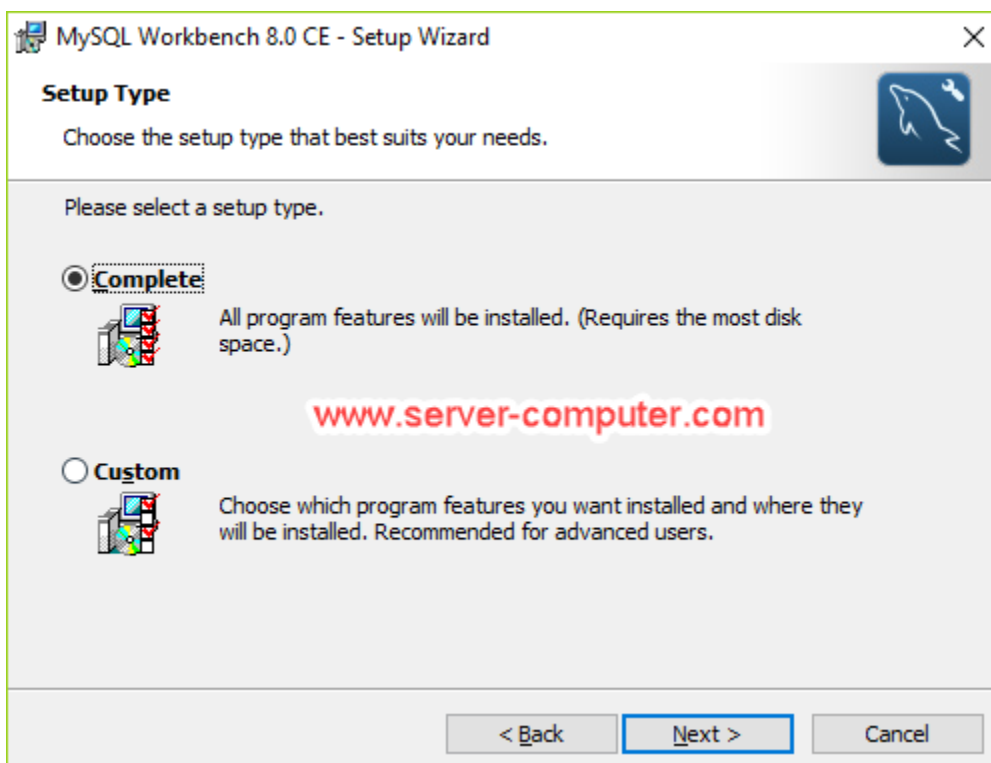 MySQL Workbench 8.0 CE - Setup Wizard
Setup Type
Choose the setup type that best suits your needs.
Please select a setup type.
Complete
All program features will be installed. (Requires the most disk
space.)
www.server-computer.com
Custom
Choose which program features you want installed and where they
will be installed. Recommended for advanced users.
< Back Next > Cancel